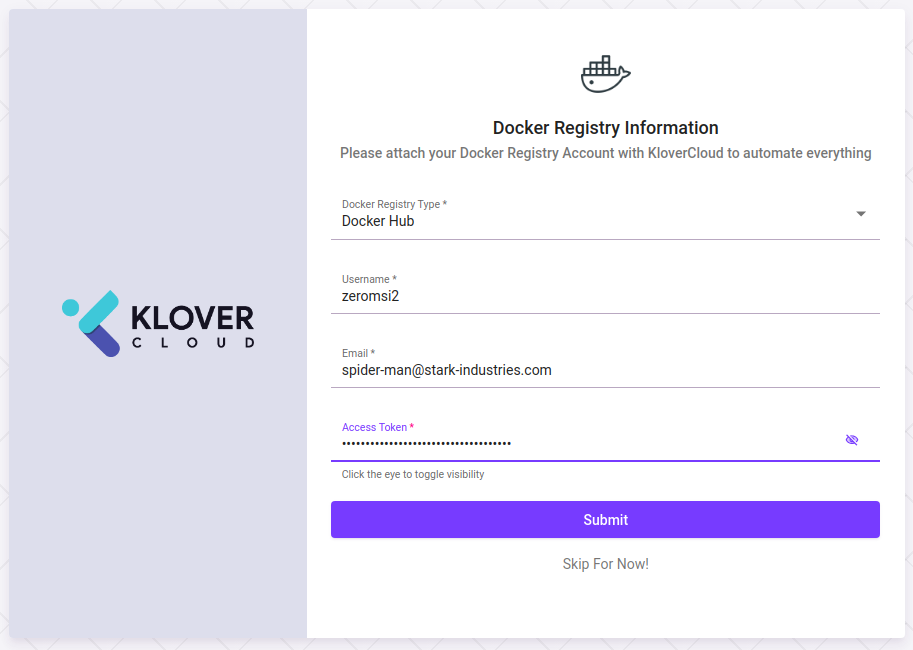 KLOVER
CLOUD
Docker Registry Information
Please attach your Docker Registry Account with KloverCloud to automate everything
Docker Registry Type *
Docker Hub
Username *
zeromsi2
Email *
spider-man@stark-industries.com
Access Token *
••••••••••••••••••••••••••••••••••••
Click the eye to toggle visibility
Submit
Skip For Now!